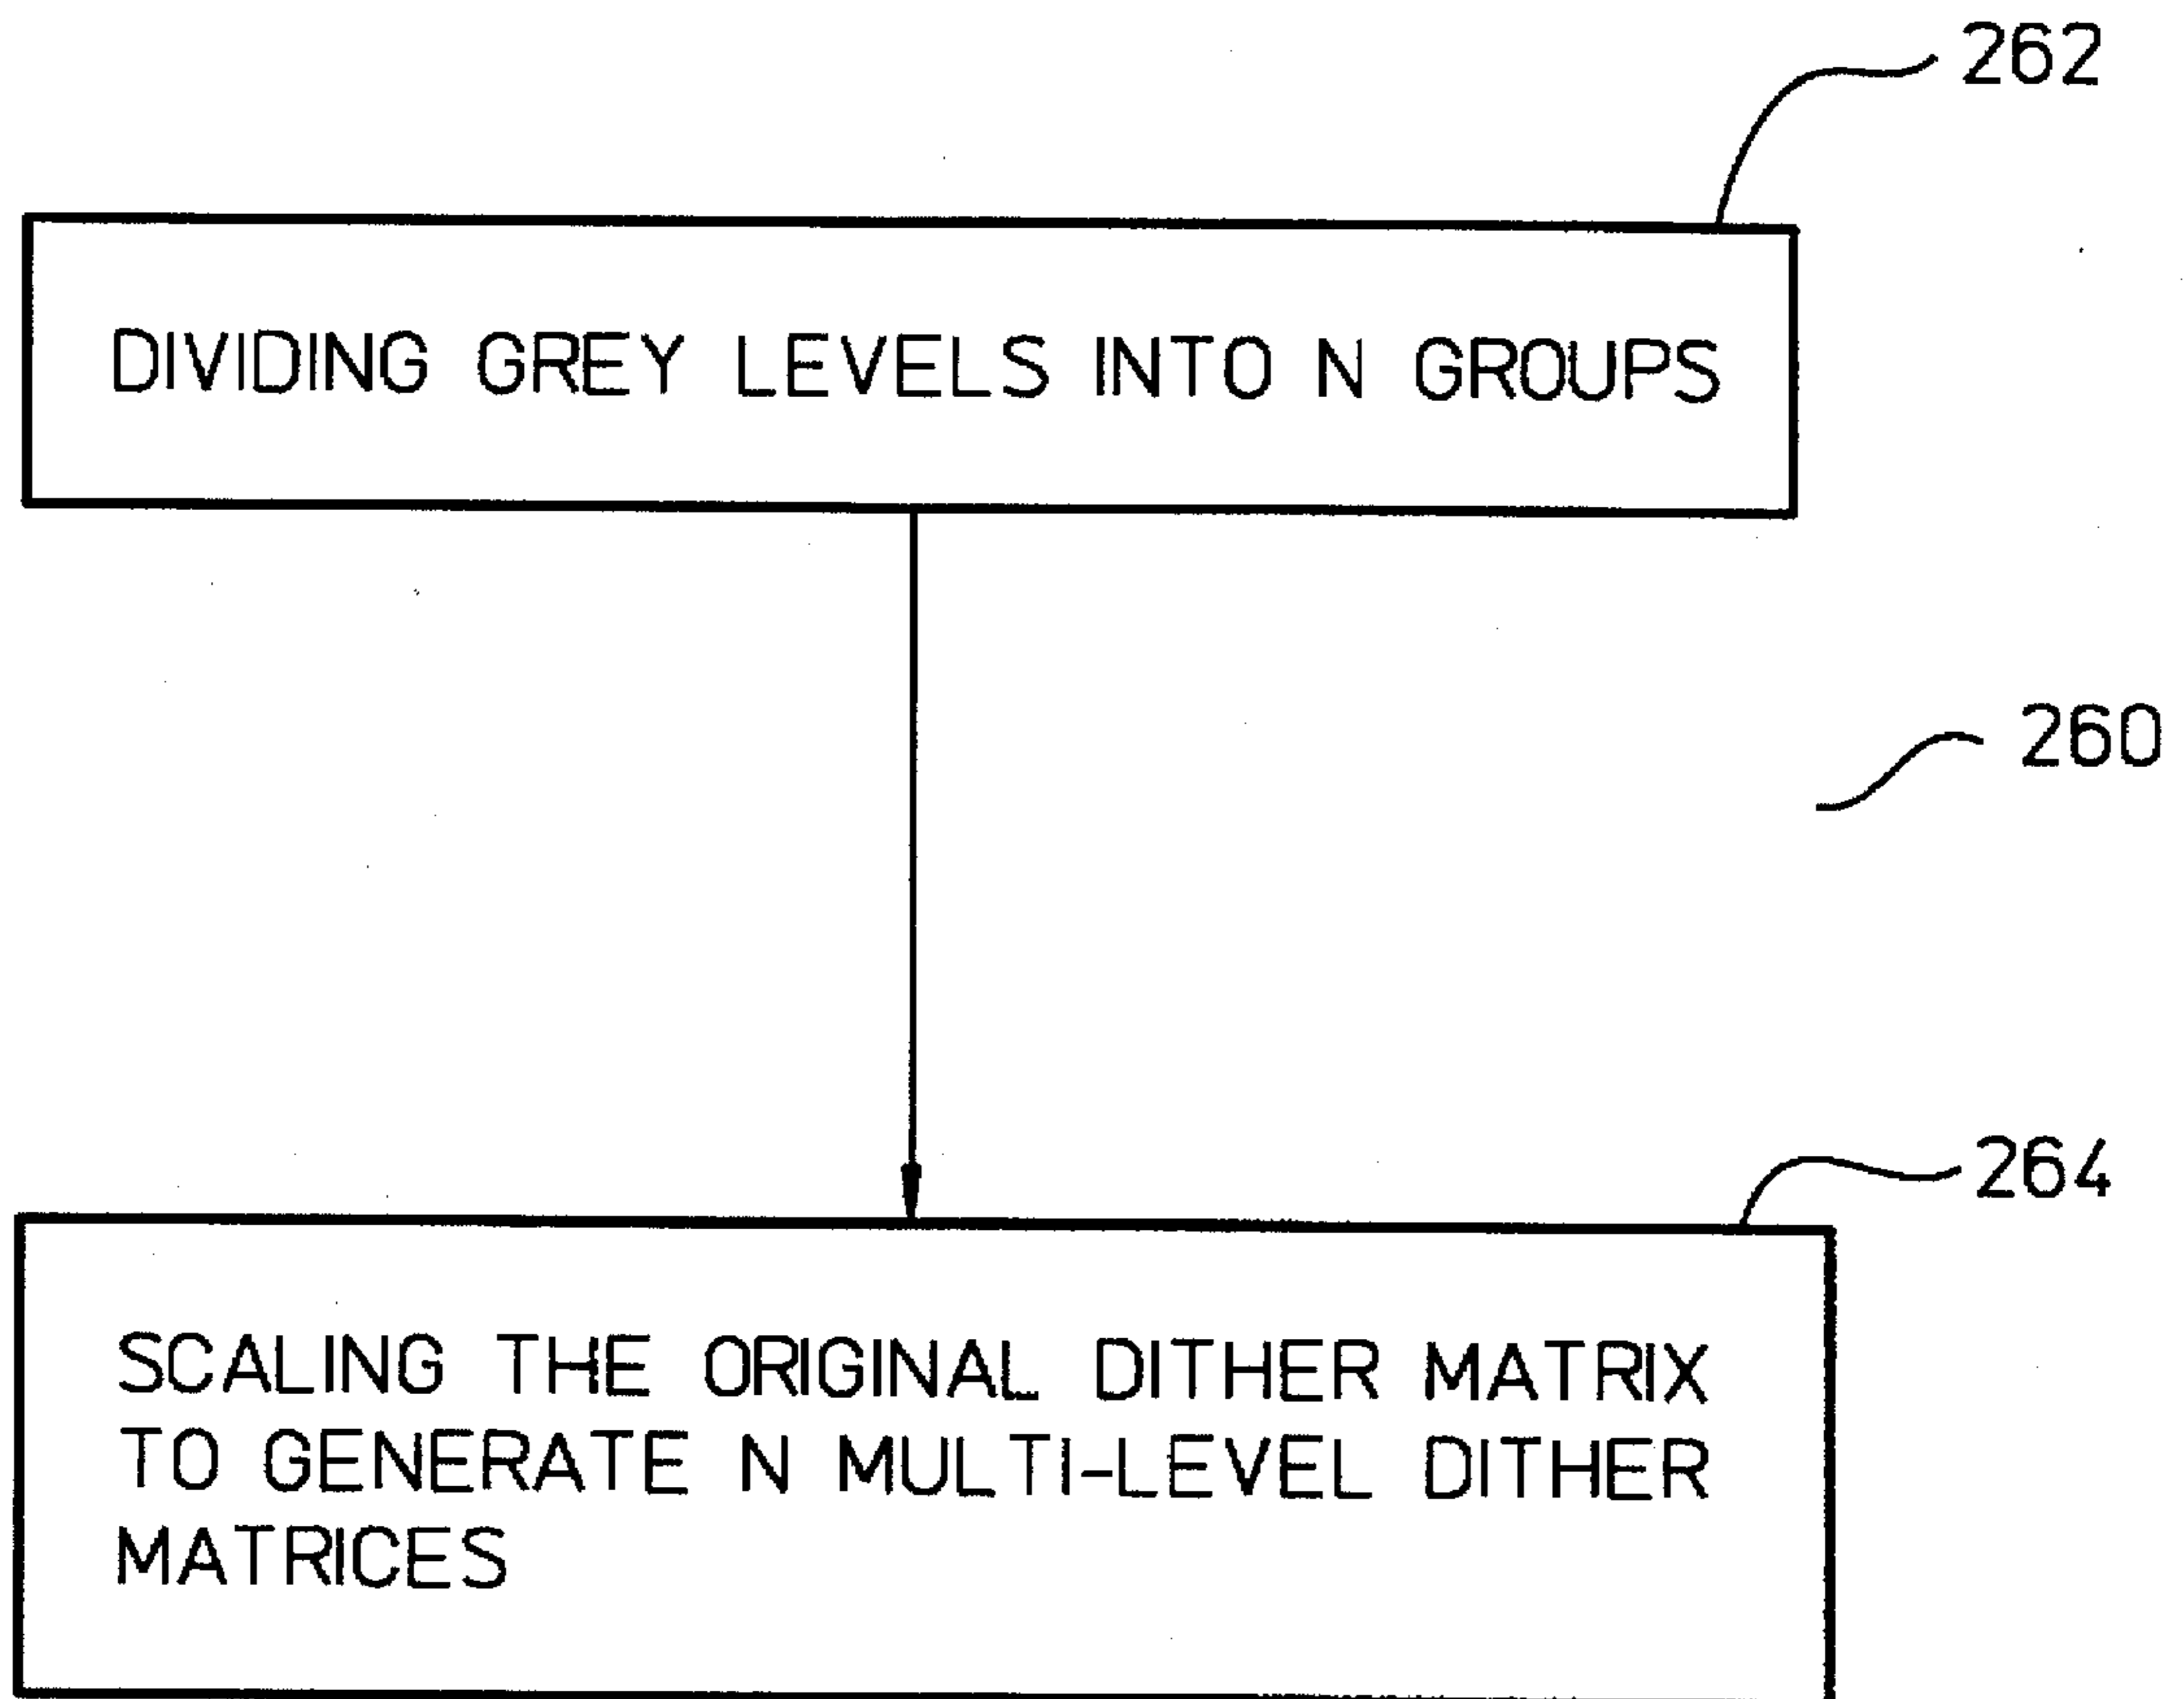 262
DIVIDING GREY LEVELS INTO N GROUPS
260
264
SCALING THE ORIGINAL DITHER MATRIX
TO GENERATE N MULTI-LEVEL DITHER
MATRICES